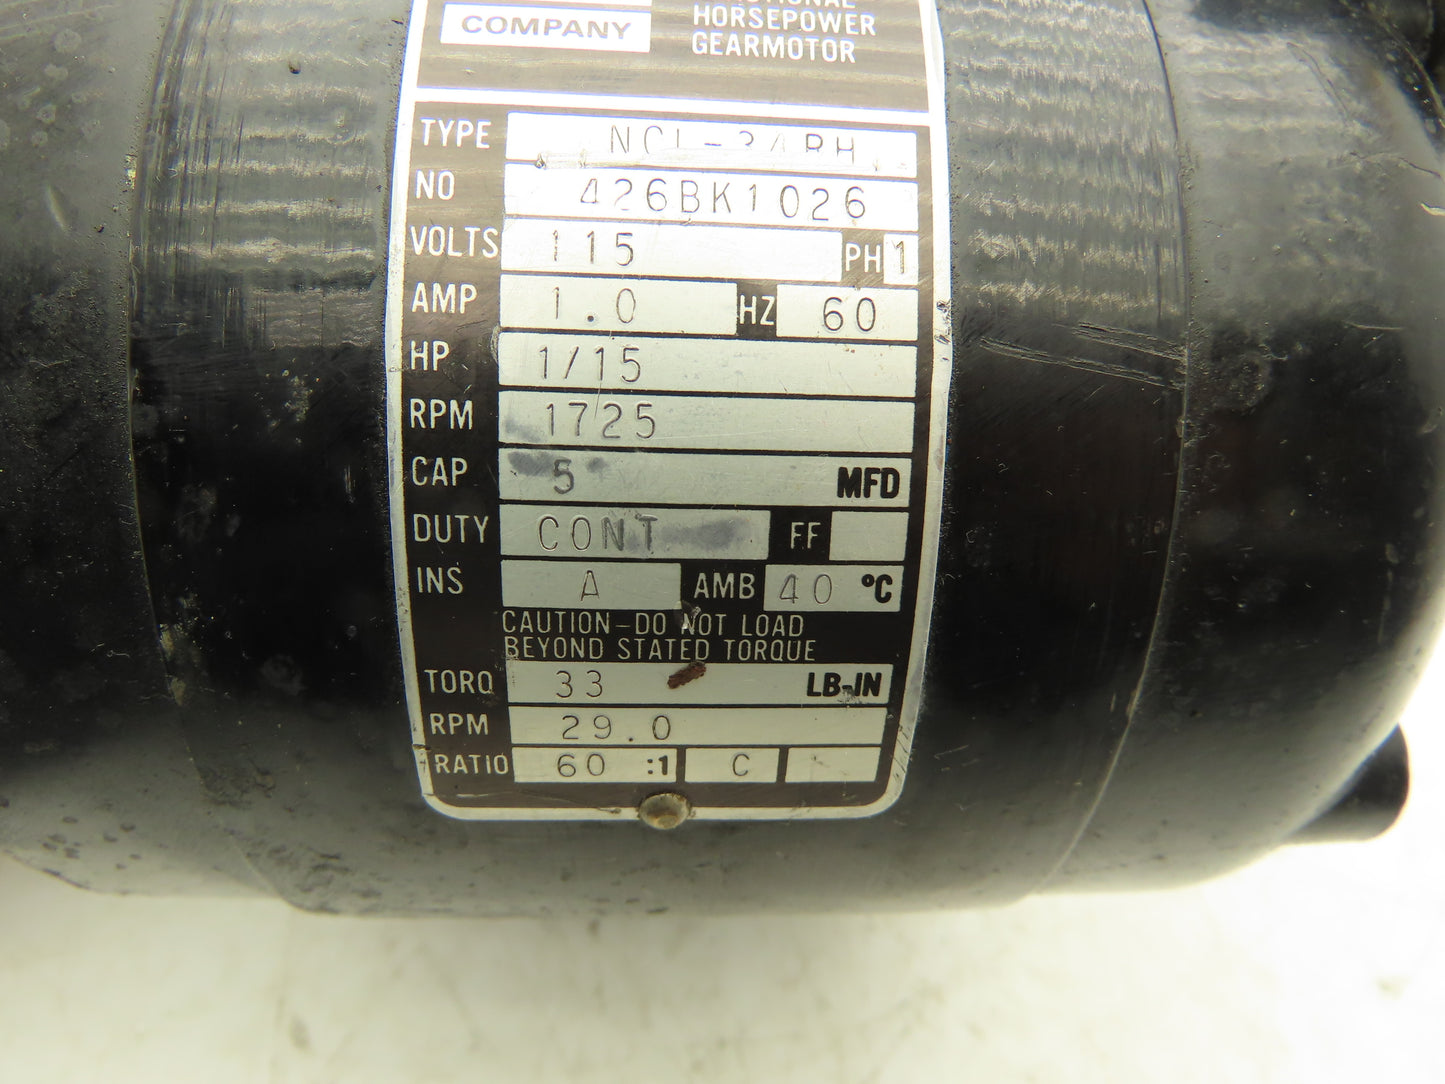 COMPANY
HORSEPOWER
GEARMOTOR
TYPE
NO 426BK1026
VOLTS 115 PH 1
AMP 1.0 HZ 60
HP 1/15
RPM 1725
CAP 5 MFD
DUTY CONT FF
INS A AMB 40 °C
CAUTION-DO NOT LOAD
BEYOND STATED TORQUE
TORQ 33 LB-IN
RPM 29.0
RATIO 60 :1 C